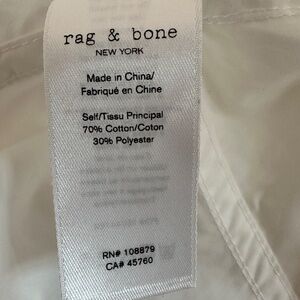 rag & bone
NEW YORK
Made in China/
Fabriqué en Chine
Self/Tissu Principal
70% Cotton/Coton
30% Polyester
RN# 108879
CA# 45760